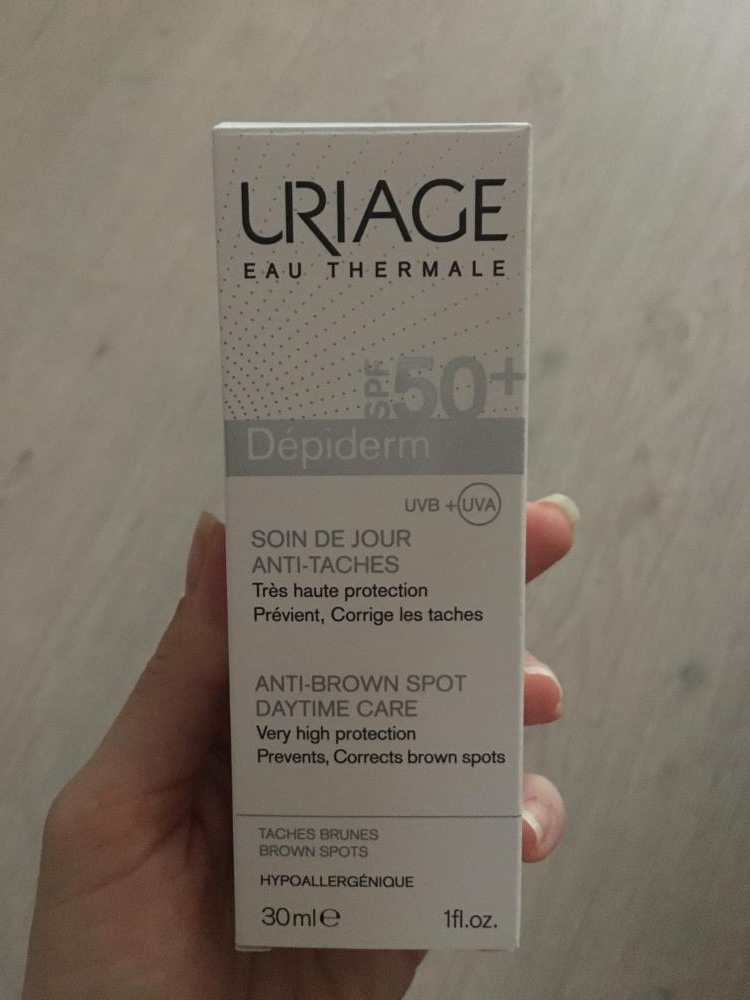 URIAGE
EAU THERMALE
SPF 50+
Dépiderm
UVB + UVA
SOIN DE JOUR
ANTI-TACHES
Très haute protection
Prévient, Corrige les taches
ANTI-BROWN SPOT
DAYTIME CARE
Very high protection
Prevents, Corrects brown spots
TACHES BRUNES
BROWN SPOTS
HYPOALLERGÉNIQUE
30 ml e 1fl.oz.